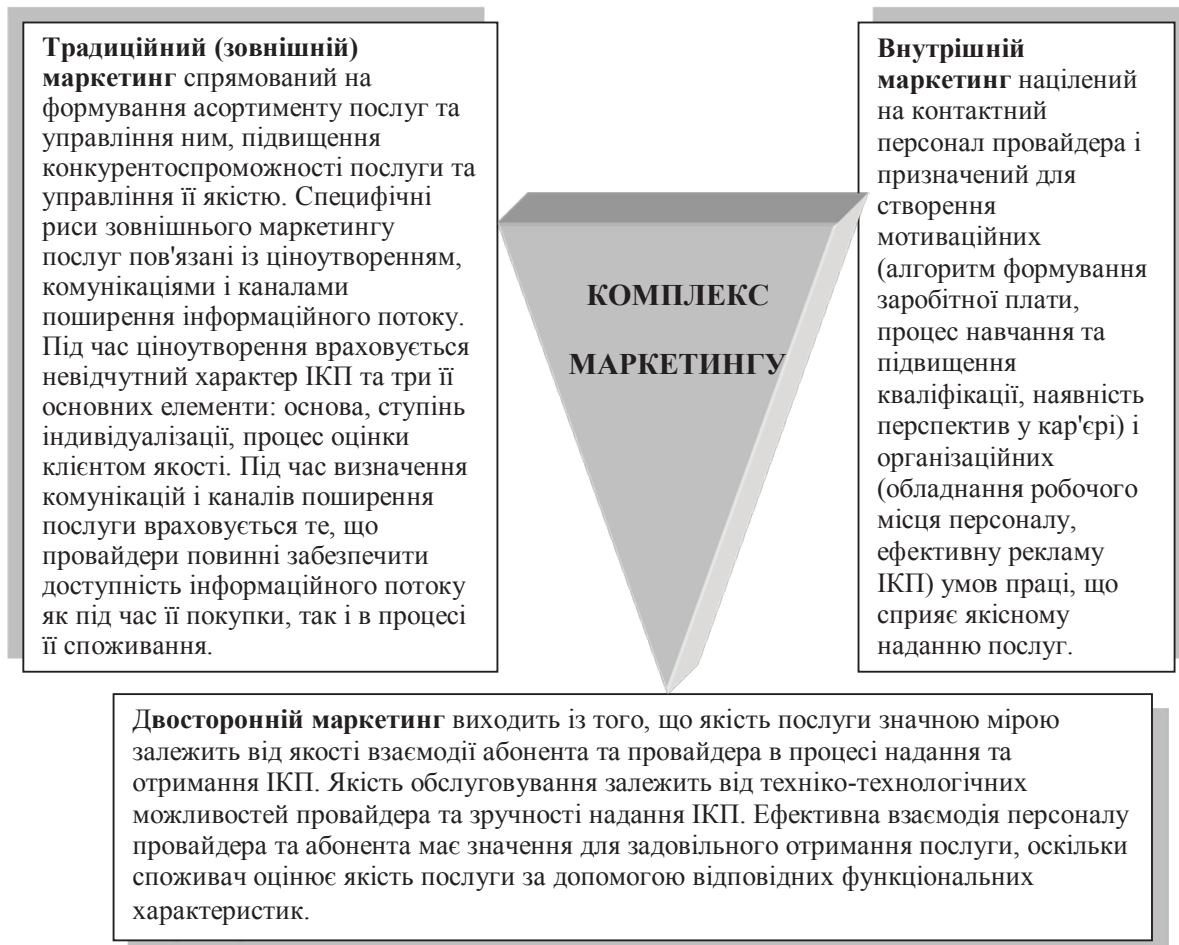 Традиційний (зовнішній)
маркетинг спрямований на
формування асортименту послуг та
управління ним, підвищення
конкурентоспроможності послуги та
управління її якістю. Специфічні
риси зовнішнього маркетингу
послуг пов'язані із ціноутворенням,
комунікаціями і каналами
поширення інформаційного потоку.
Під час ціноутворення враховується
невідчутний характер ІКП та три її
основних елементи: основа, ступінь
індивідуалізації, процес оцінки
клієнтом якості. Під час визначення
комунікацій і каналів поширення
послуги враховується те, що
провайдери повинні забезпечити
доступність інформаційного потоку
як під час її покупки, так і в процесі
її споживання.
КОМПЛЕКС
МАРКЕТИНГУ
Внутрішній
маркетинг націлений
на контактний
персонал провайдера і
призначений для
створення
мотиваційних
(алгоритм формування
заробітної плати,
процес навчання та
підвищення
кваліфікації, наявність
перспектив у кар'єрі) і
організаційних
(обладнання робочого
місця персоналу,
ефективну рекламу
ІКП) умов праці, що
сприяє якісному
наданню послуг.
Двосторонній маркетинг виходить із того, що якість послуги значною мірою
залежить від якості взаємодії абонента та провайдера в процесі надання та
отримання ІКП. Якість обслуговування залежить від техніко-технологічних
можливостей провайдера та зручності надання ІКП. Ефективна взаємодія персоналу
провайдера та абонента має значення для задовільного отримання послуги, оскільки
споживач оцінює якість послуги за допомогою відповідних функціональних
характеристик.